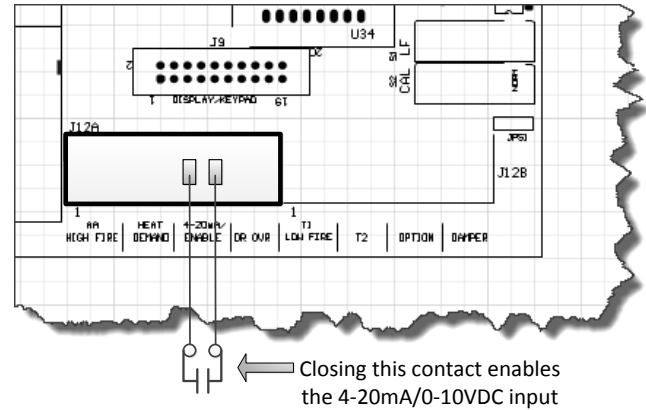 U34
J9
2
1 DISPLAY/KEYPAD 19
S1 LF
S2 CAL
NORM
JPS1
J12A
J12B
1 1
AA HEAT 4-20MA/ T1
HIGH FIRE DEMAND ENABLE DR OVR LOW FIRE T2 OPTION DAMPER
Closing this contact enables
the 4-20mA/0-10VDC input